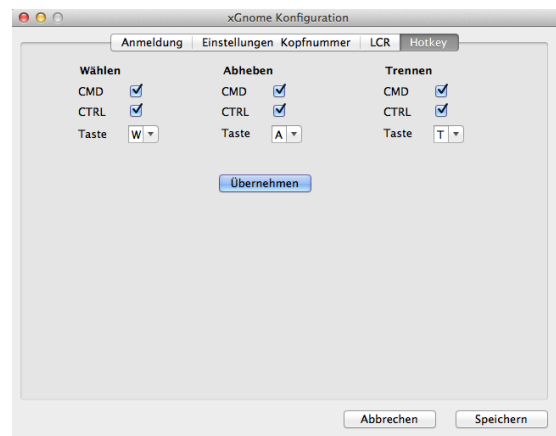 xGnome Konfiguration
Anmeldung Einstellungen Kopfnummer LCR Hotkey
Wählen Abheben Trennen
CMD CMD CMD
CTRL CTRL CTRL
Taste W Taste A Taste T
Übernehmen
Abbrechen Speichern